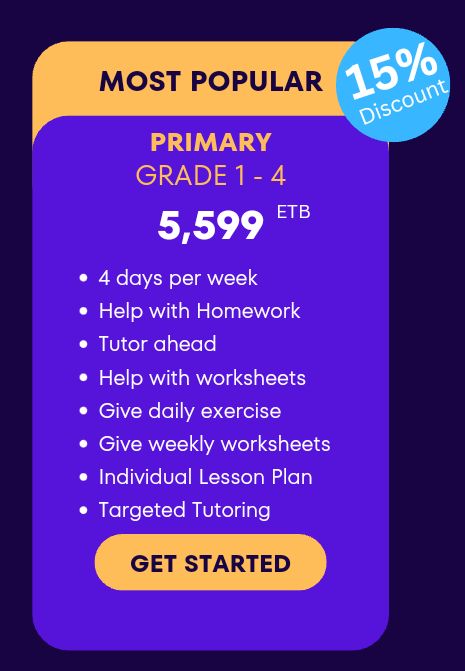 MOST POPULAR
15%
Discount
PRIMARY
GRADE 1 - 4
5,599 ETB
• 4 days per week
• Help with Homework
• Tutor ahead
• Help with worksheets
• Give daily exercise
• Give weekly worksheets
• Individual Lesson Plan
• Targeted Tutoring
GET STARTED